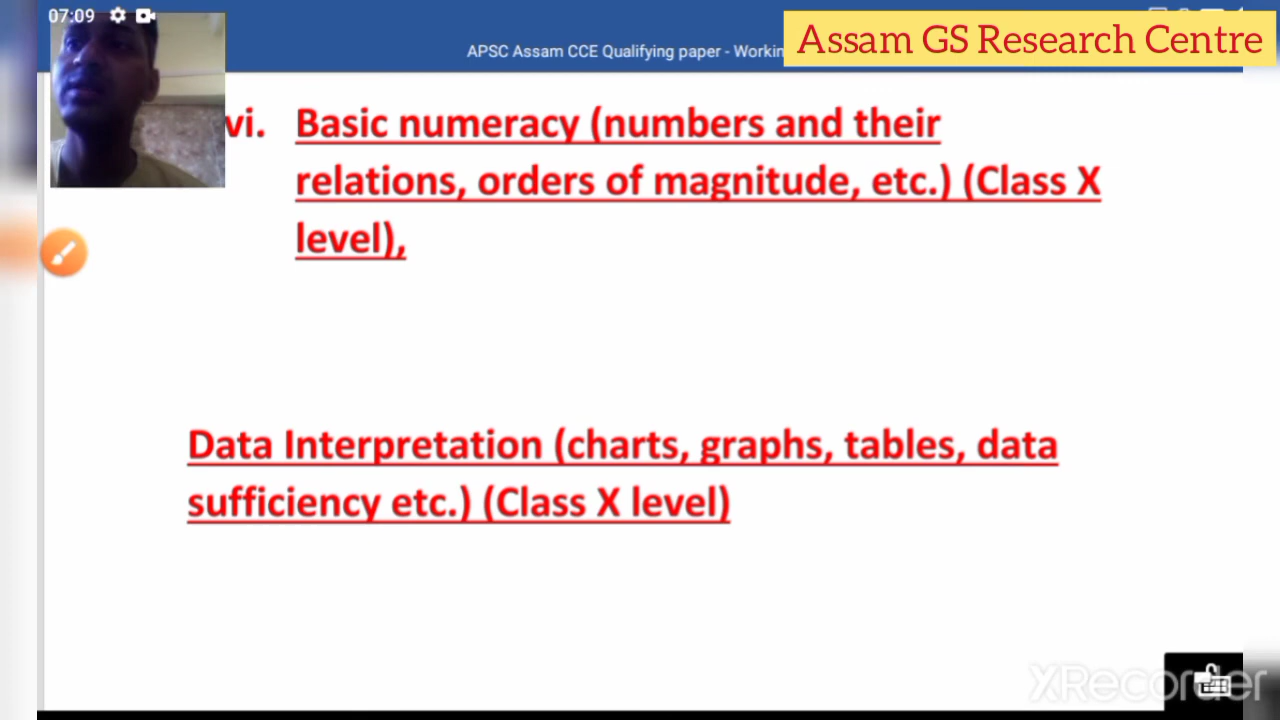 07:09
Assam GS Research Centre
APSC Assam CCE Qualifying paper - Workin
vi. Basic numeracy (numbers and their
relations, orders of magnitude, etc.) (Class X
level),
Data Interpretation (charts, graphs, tables, data
sufficiency etc.) (Class X level)
XRecorder